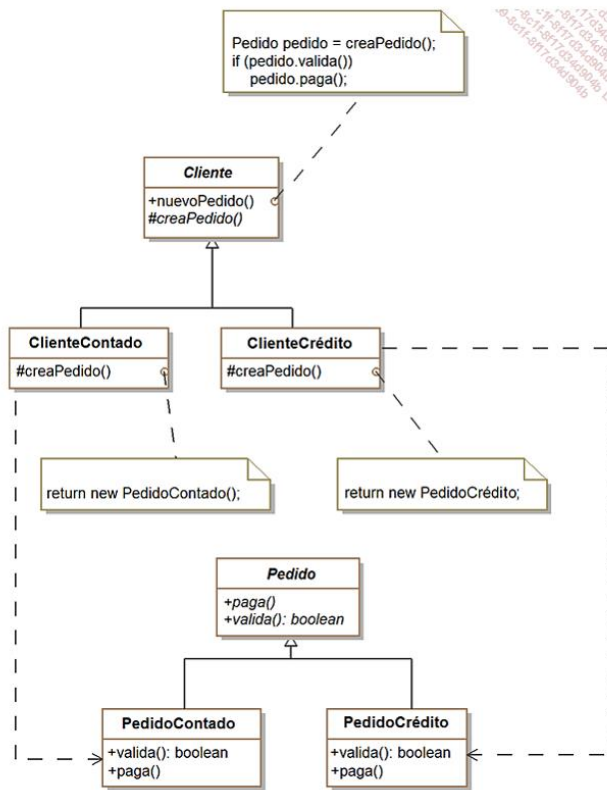 Pedido pedido = creaPedido();
if (pedido.valida())
pedido.paga();
Cliente
+nuevoPedido()
#creaPedido()
ClienteContado
#creaPedido()
ClienteCrédito
#creaPedido()
return new PedidoContado();
return new PedidoCrédito;
Pedido
+paga()
+valida(): boolean
PedidoContado
+valida(): boolean
+paga()
PedidoCrédito
+valida(): boolean
+paga()